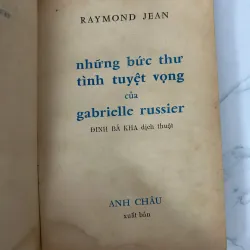 RAYMOND JEAN
những bức thư
tình tuyệt vọng
của
gabrielle russier
ĐINH BÁ KHA dịch thuật
ANH CHÂU
xuất bản